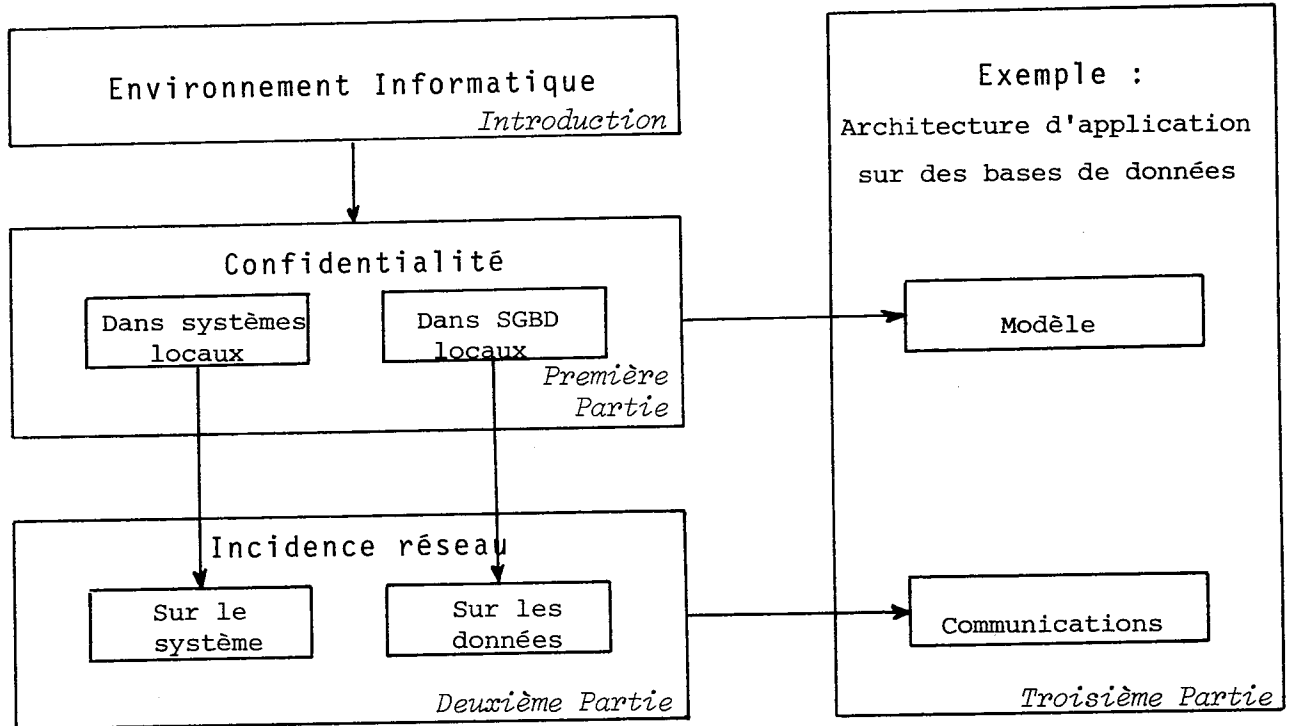 Environnement Informatique
Introduction
Confidentialité
Dans systèmes
locaux
Dans SGBD
locaux
Première
Partie
Incidence réseau
Sur le
système
Sur les
données
Deuxième Partie
Exemple :
Architecture d'application
sur des bases de données
Modèle
Communications
Troisième Partie